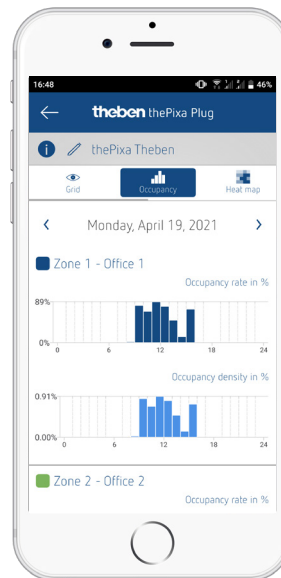 16:48 46%
theben thePixa Plug
i thePixa Theben
Grid Occupancy Heat map
< Monday, April 19, 2021 >
Zone 1 - Office 1
Occupancy rate in %
89%
0%
0 6 12 18 24
Occupancy density in %
0.91%
0.00%
0 6 12 18 24
Zone 2 - Office 2
Occupancy rate in %